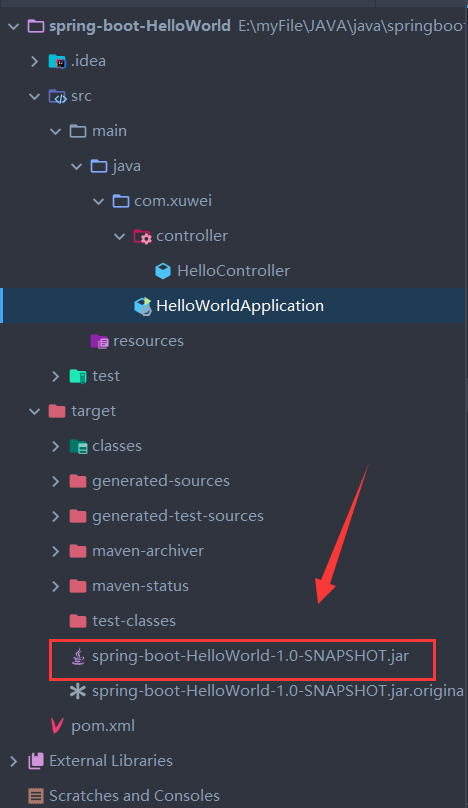 spring-boot-HelloWorld E:\myFile\JAVA\java\springboot
.idea
src
main
java
com.xuwei
controller
HelloController
HelloWorldApplication
resources
test
target
classes
generated-sources
generated-test-sources
maven-archiver
maven-status
test-classes
spring-boot-HelloWorld-1.0-SNAPSHOT.jar
spring-boot-HelloWorld-1.0-SNAPSHOT.jar.origina
pom.xml
External Libraries
Scratches and Consoles